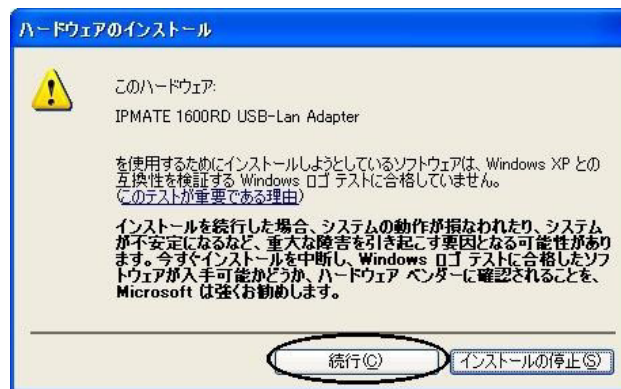 ハードウェアのインストール
このハードウェア:
IPMATE 1600RD USB-Lan Adapter
を使用するためにインストールしようとしているソフトウェアは、Windows XP との
互換性を検証する Windows ロゴ テストに合格していません。
(このテストが重要である理由)
インストールを続行した場合、システムの動作が損なわれたり、システム
が不安定になるなど、重大な障害を引き起こす要因となる可能性があり
ます。今すぐインストールを中断し、Windows ロゴ テストに合格したソフ
トウェアが入手可能かどうか、ハードウェア ベンダーに確認されることを、
Microsoft は強くお勧めします。
続行(C)
インストールの停止(S)